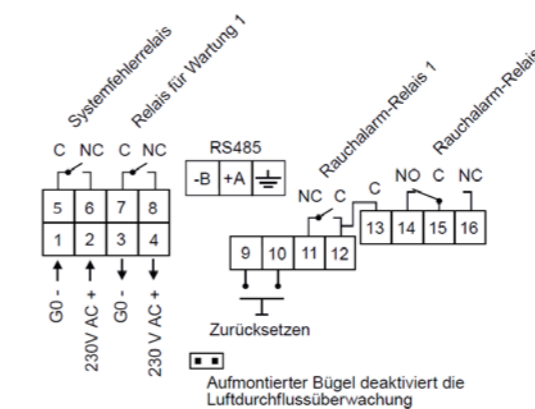 Systemfehlerrelais
Relais für Wartung 1
Rauchalarm-Relais 1
Rauchalarm-Relais
C NC C NC
RS485
-B +A
NC C C
NO C NC
5 6 7 8
1 2 3 4
9 10 11 12
13 14 15 16
G0 -
230V AC +
G0 -
230 V AC +
Zurücksetzen
Aufmontierter Bügel deaktiviert die
Luftdurchflussüberwachung